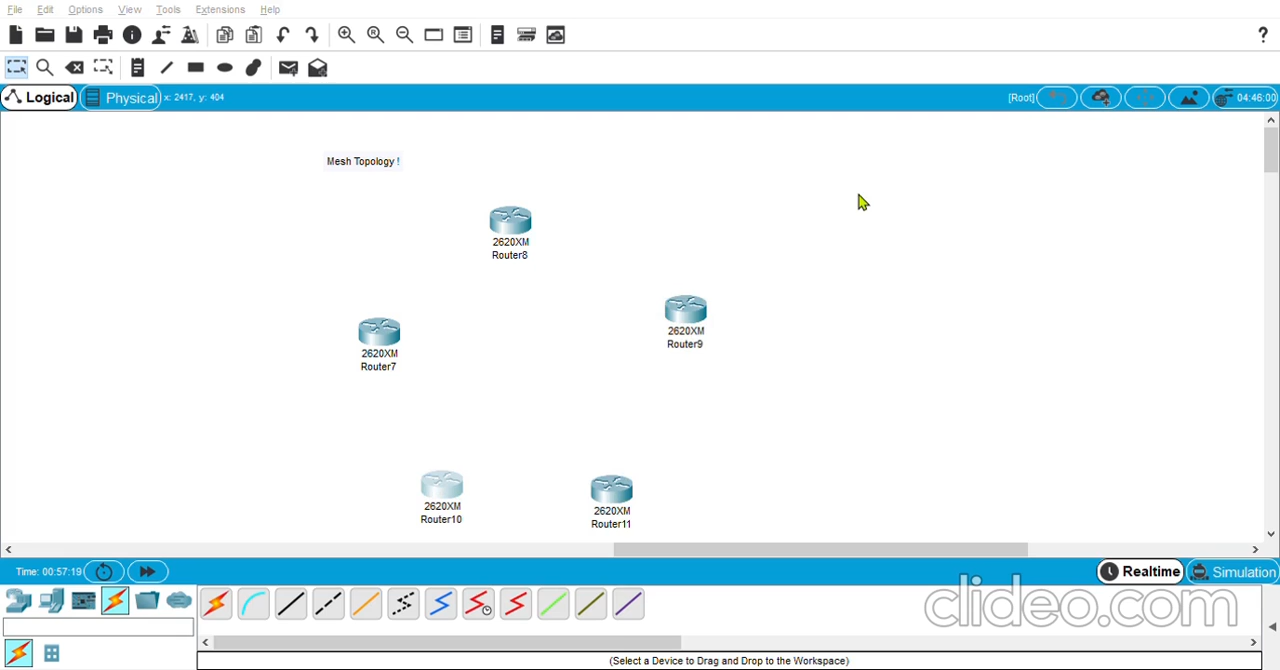 File Edit Options View Tools Extensions Help
?
Logical Physical x: 2417, y: 404 [Root] 04:46:00
Mesh Topology !
2620XM
Router8
2620XM
Router9
2620XM
Router7
2620XM
Router10
2620XM
Router11
Time: 00:57:19 Realtime Simulation
clideo.com
(Select a Device to Drag and Drop to the Workspace)